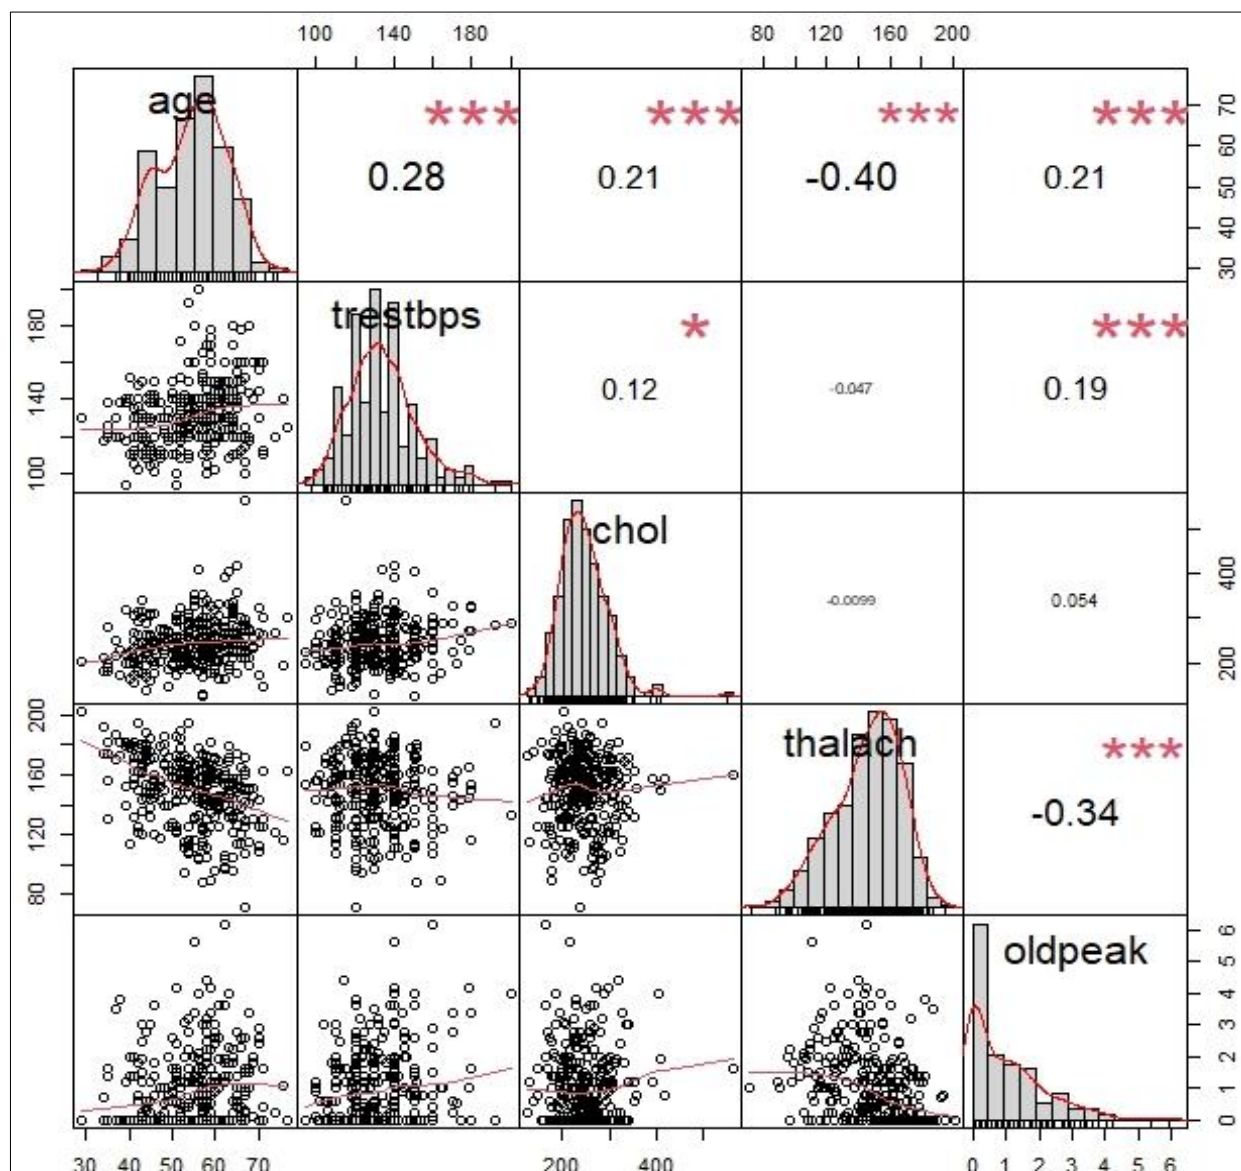 100 140 180 80 120 160 200
age *** *** *** ***
0.28 0.21 -0.40 0.21
70
60
50
40
30
trestbps * ***
0.12 -0.047 0.19
180
140
100
chol
-0.0099 0.054
400
200
200
160
120
80
thalach ***
-0.34
oldpeak
6
5
4
3
2
1
0
30 40 50 60 70 200 400 0 1 2 3 4 5 6